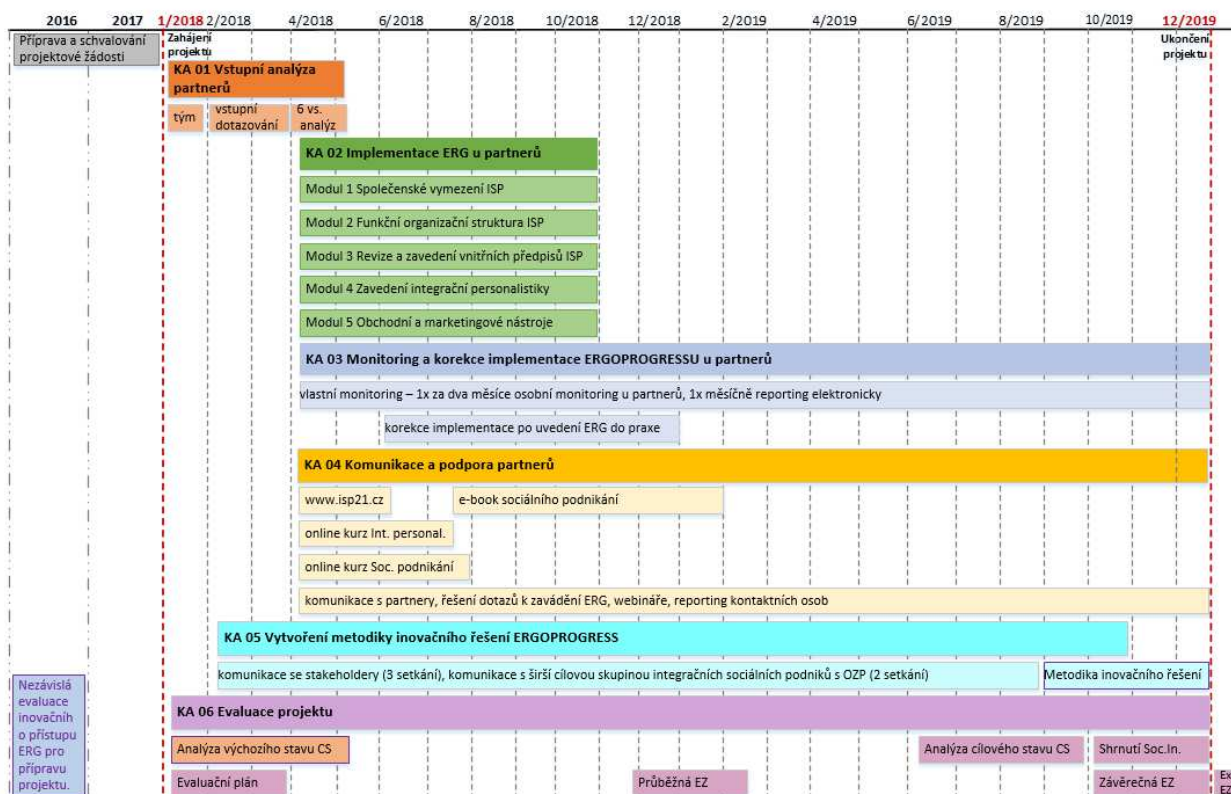 2016 2017 1/2018 2/2018 4/2018 6/2018 8/2018 10/2018 12/2018 2/2019 4/2019 6/2019 8/2019 10/2019 12/2019
Příprava a schvalování
projektové žádosti
Zahájení
projektu
Ukončení
projektu
KA 01 Vstupní analýza
partnerů
tým
vstupní
dotazování
6 vs.
analýz
KA 02 Implementace ERG u partnerů
Modul 1 Společenské vymezení ISP
Modul 2 Funkční organizační struktura ISP
Modul 3 Revize a zavedení vnitřních předpisů ISP
Modul 4 Zavedení integrační personalistiky
Modul 5 Obchodní a marketingové nástroje
KA 03 Monitoring a korekce implementace ERGOPROGRESSU u partnerů
vlastní monitoring – 1x za dva měsíce osobní monitoring u partnerů, 1x měsíčně reporting elektronicky
korekce implementace po uvedení ERG do praxe
KA 04 Komunikace a podpora partnerů
www.isp21.cz
e-book sociálního podnikání
online kurz Int. personal.
online kurz Soc. podnikání
komunikace s partnery, řešení dotazů k zavádění ERG, webináře, reporting kontaktních osob
KA 05 Vytvoření metodiky inovačního řešení ERGOPROGRESS
komunikace se stakeholdery (3 setkání), komunikace s širší cílovou skupinou integračních sociálních podniků s OZP (2 setkání)
Metodika inovačního řešení
Nezávislá
evaluace
inovačníh
o přístupu
ERG pro
přípravu
projektu.
KA 06 Evaluace projektu
Analýza výchozího stavu CS
Analýza cílového stavu CS
Shrnutí Soc.In.
Evaluační plán
Průběžná EZ
Závěrečná EZ